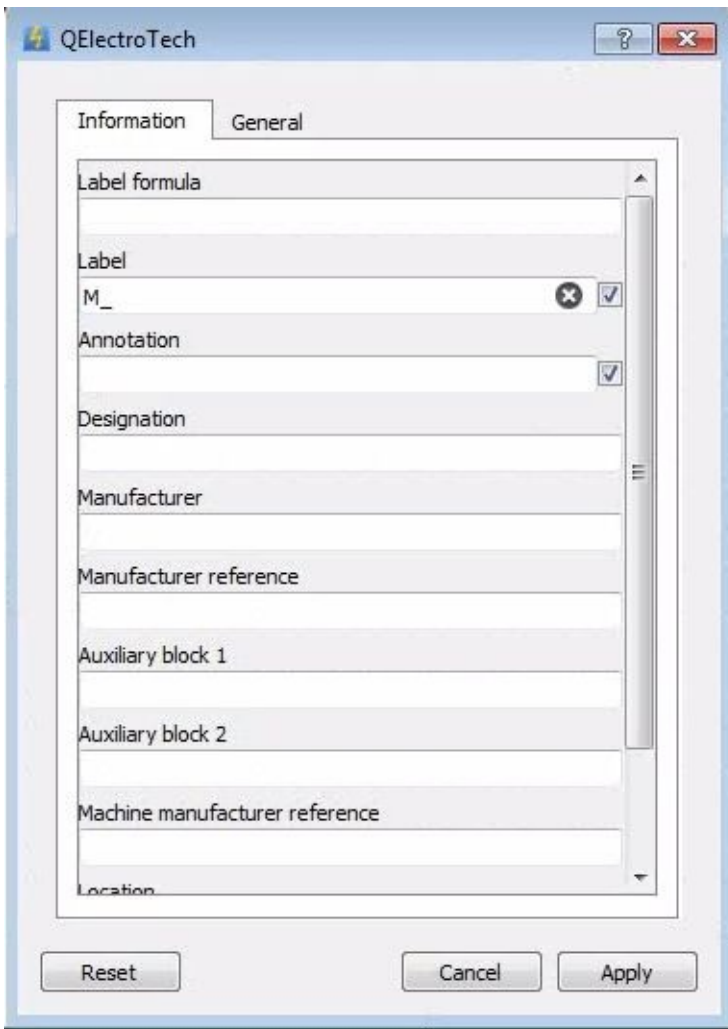 QElectroTech
Information General
Label formula
Label
M_
Annotation
Designation
Manufacturer
Manufacturer reference
Auxiliary block 1
Auxiliary block 2
Machine manufacturer reference
Location
Reset Cancel Apply